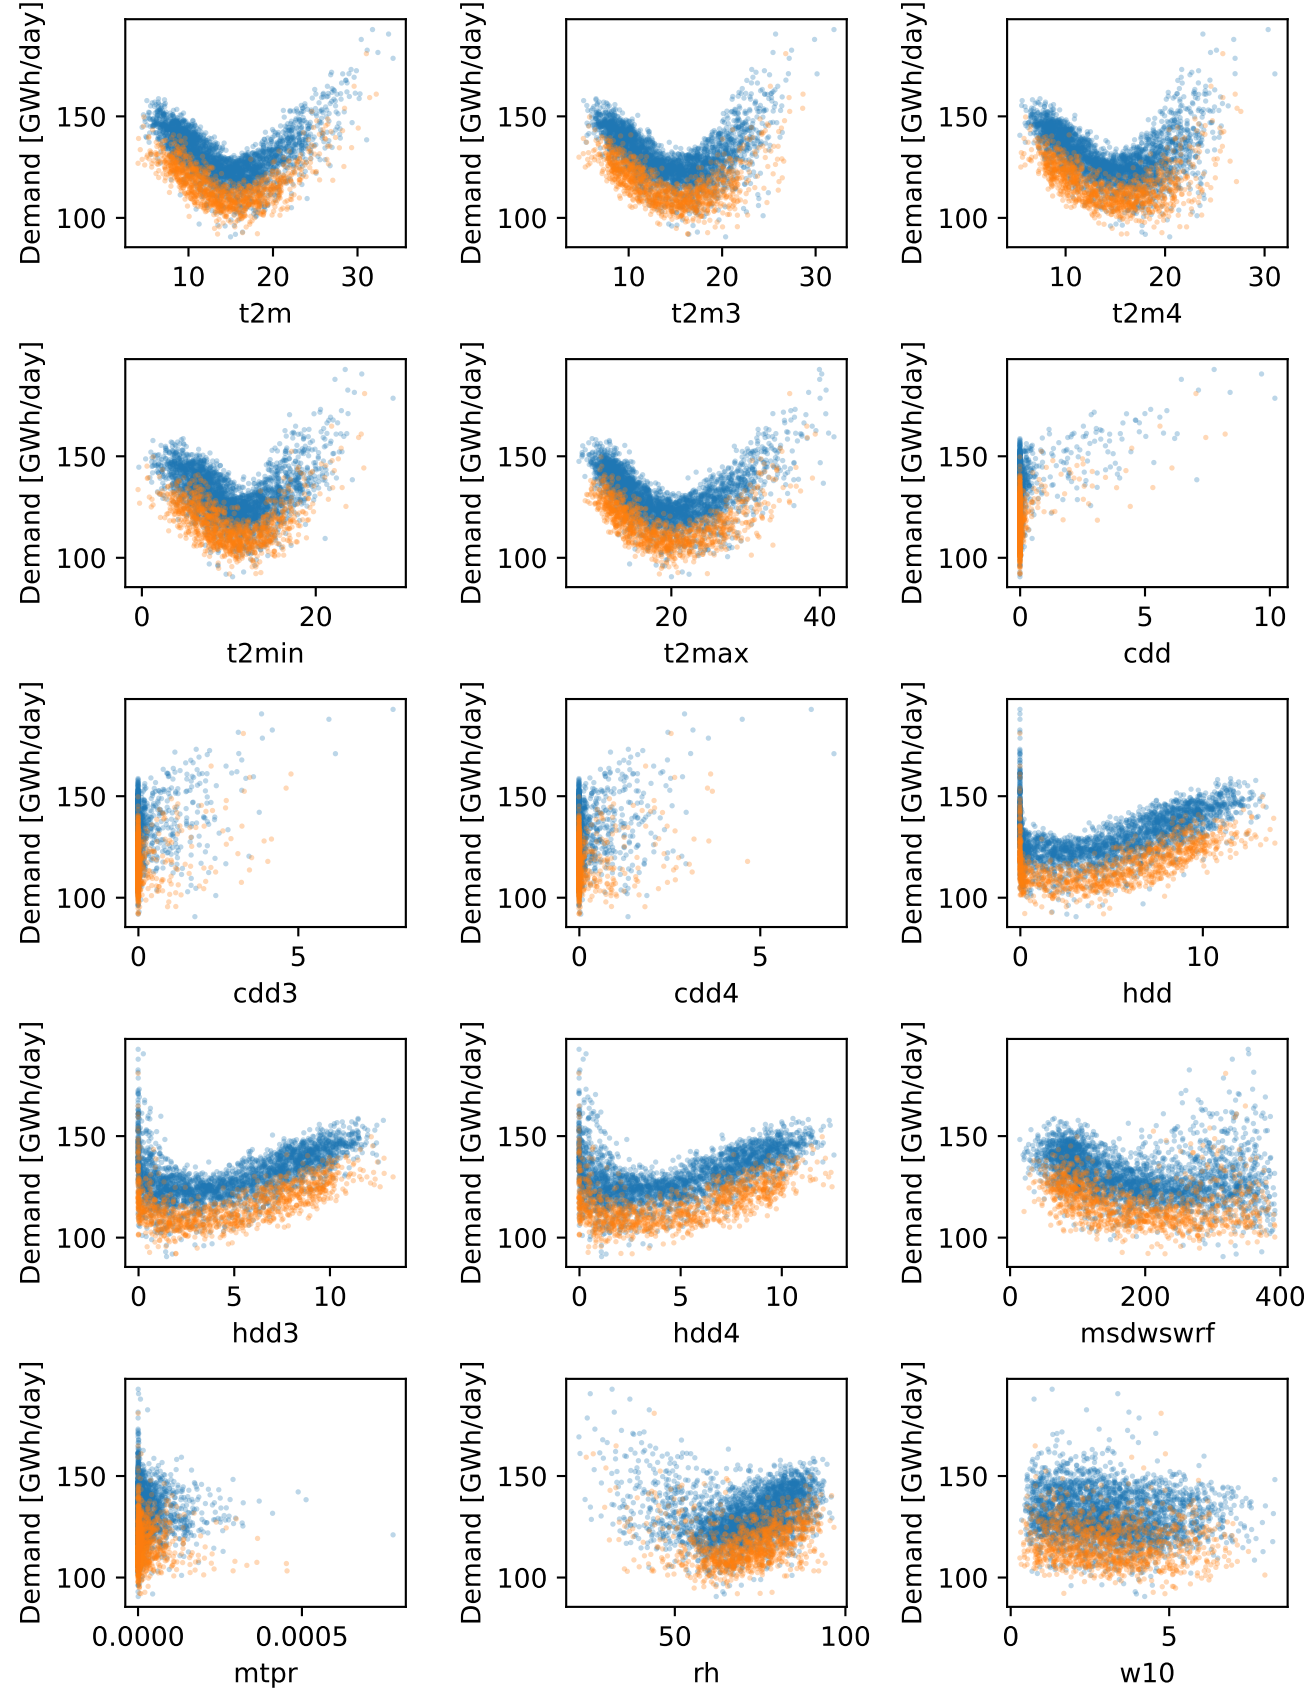 Demand [GWh/day]
150
100
10 20 30
t2m
Demand [GWh/day]
150
100
10 20 30
t2m3
Demand [GWh/day]
150
100
10 20 30
t2m4
Demand [GWh/day]
150
100
0 20
t2min
Demand [GWh/day]
150
100
20 40
t2max
Demand [GWh/day]
150
100
0 5 10
cdd
Demand [GWh/day]
150
100
0 5
cdd3
Demand [GWh/day]
150
100
0 5
cdd4
Demand [GWh/day]
150
100
0 10
hdd
Demand [GWh/day]
150
100
0 5 10
hdd3
Demand [GWh/day]
150
100
0 5 10
hdd4
Demand [GWh/day]
150
100
0 200 400
msdwswrf
Demand [GWh/day]
150
100
0.0000 0.0005
mtpr
Demand [GWh/day]
150
100
50 100
rh
Demand [GWh/day]
150
100
0 5
w10